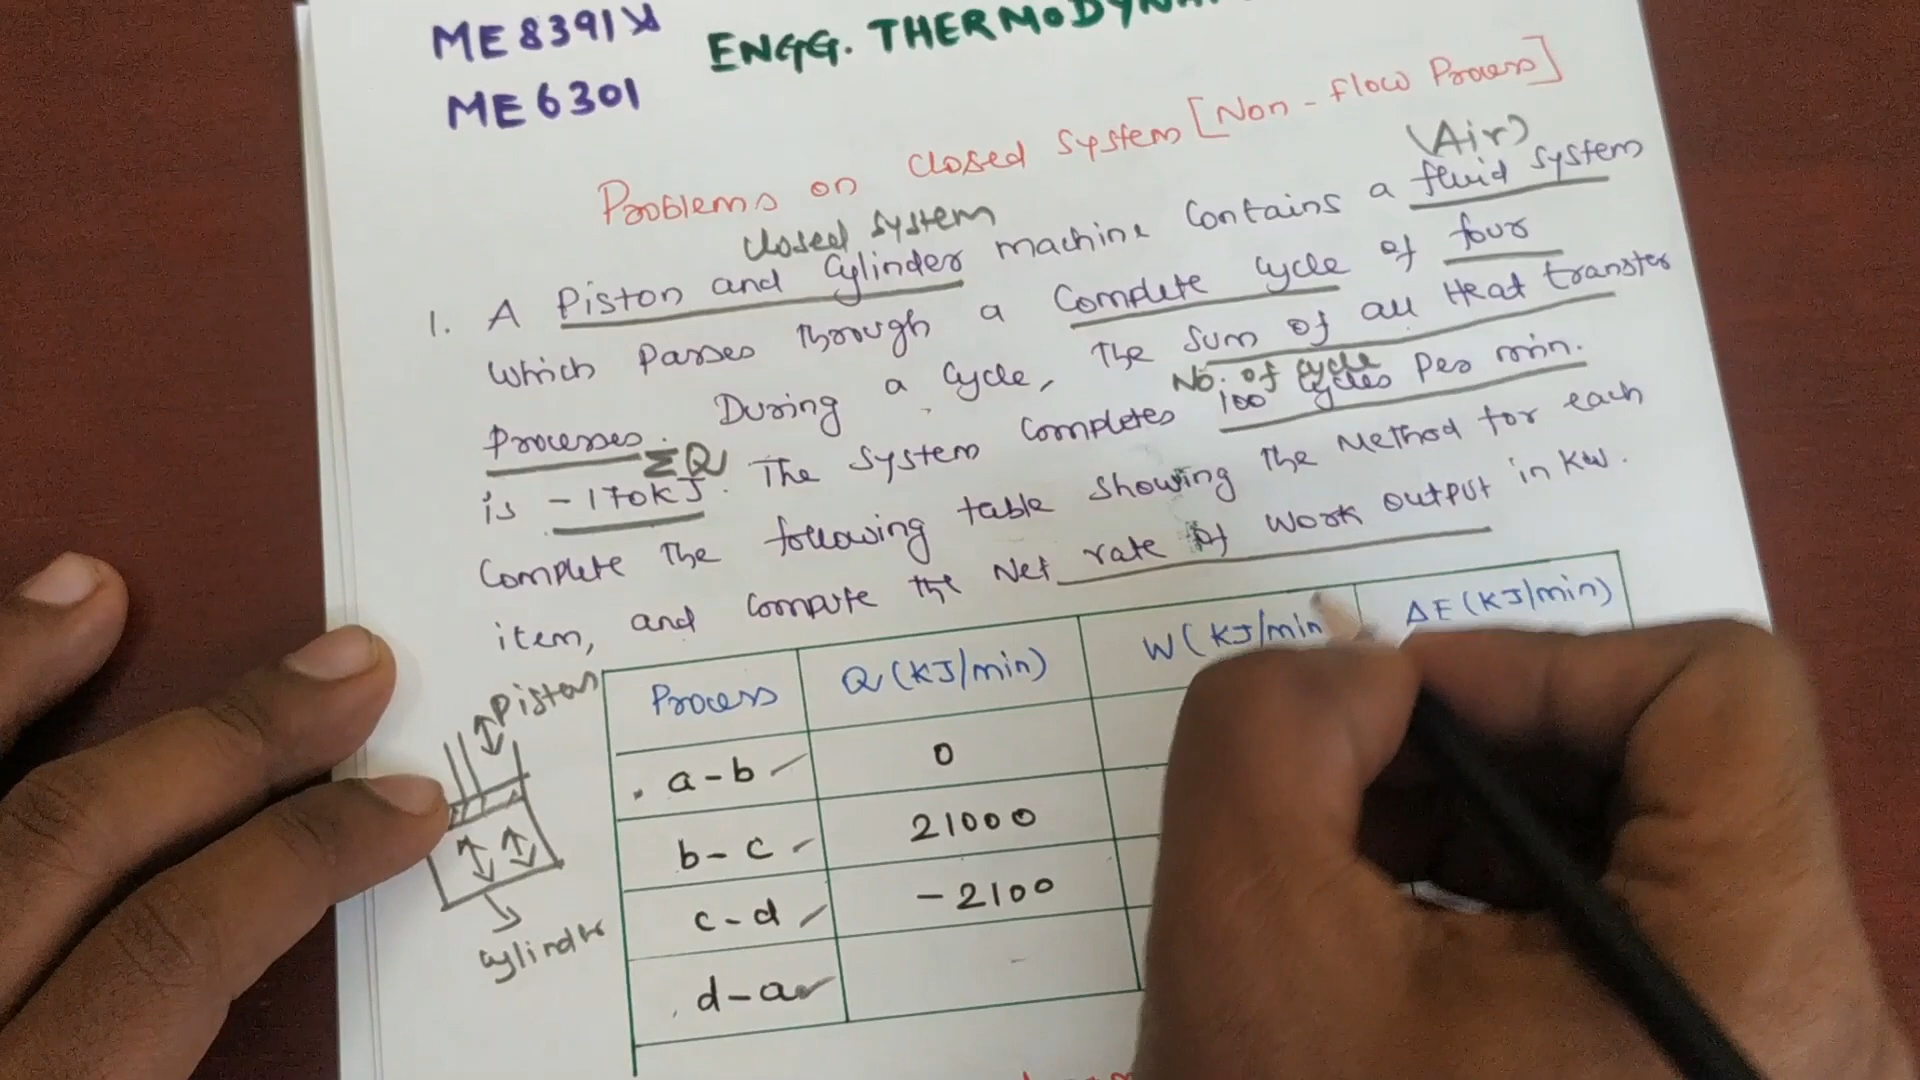 ME8391 &
ME6301
ENGG. THERMODYNA
Problems on closed system [Non-flow Process]
(Air)
closed system
1. A Piston and Cylinder machine contains a fluid system
which passes through a complete cycle of four
processes. During a cycle, the sum of all Heat transfer
ΣQ
No. of cycle
is -170kJ. The system completes 100 cycles per min.
Complete the following table showing the Method for each
item, and compute the Net rate of work output in kW.
Process Q (KJ/min) W (KJ/min ΔE (KJ/min)
a-b 0
b-c 21000
c-d -2100
d-a -
Piston
cylinder